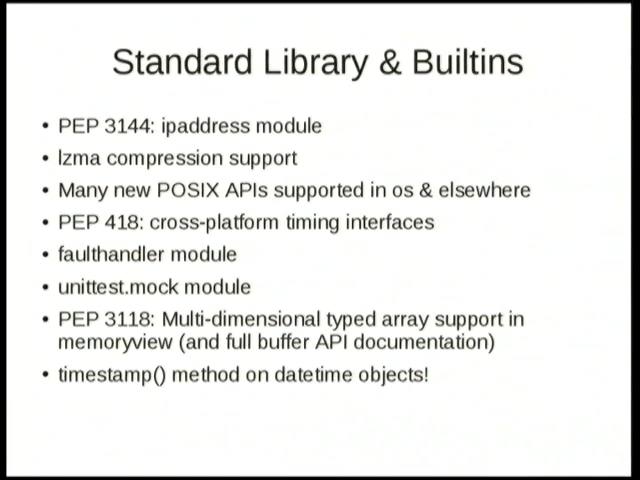 Standard Library & Builtins
• PEP 3144: ipaddress module
• lzma compression support
• Many new POSIX APIs supported in os & elsewhere
• PEP 418: cross-platform timing interfaces
• faulthandler module
• unittest.mock module
• PEP 3118: Multi-dimensional typed array support in
memoryview (and full buffer API documentation)
• timestamp() method on datetime objects!